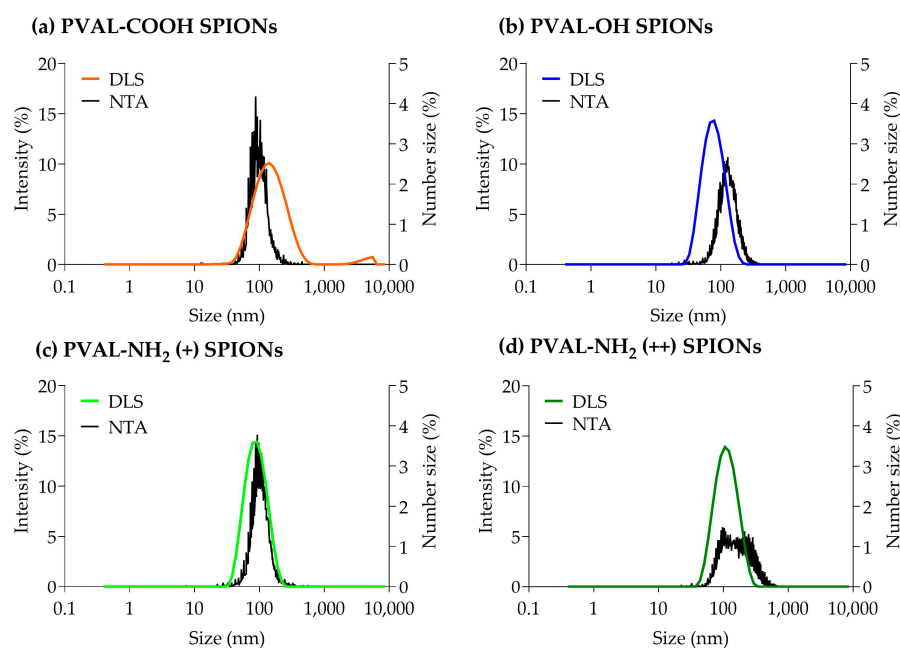 (a) PVAL-COOH SPIONs
20
15
10
5
0
Intensity (%)
DLS
NTA
5
4
3
2
1
0
Number size (%)
0.1 1 10 100 1,000 10,000
Size (nm)
(b) PVAL-OH SPIONs
20
15
10
5
0
Intensity (%)
DLS
NTA
5
4
3
2
1
0
Number size (%)
0.1 1 10 100 1,000 10,000
Size (nm)
(c) PVAL-NH₂ (+) SPIONs
20
15
10
5
0
Intensity (%)
DLS
NTA
5
4
3
2
1
0
Number size (%)
0.1 1 10 100 1,000 10,000
Size (nm)
(d) PVAL-NH₂ (++) SPIONs
20
15
10
5
0
Intensity (%)
DLS
NTA
5
4
3
2
1
0
Number size (%)
0.1 1 10 100 1,000 10,000
Size (nm)